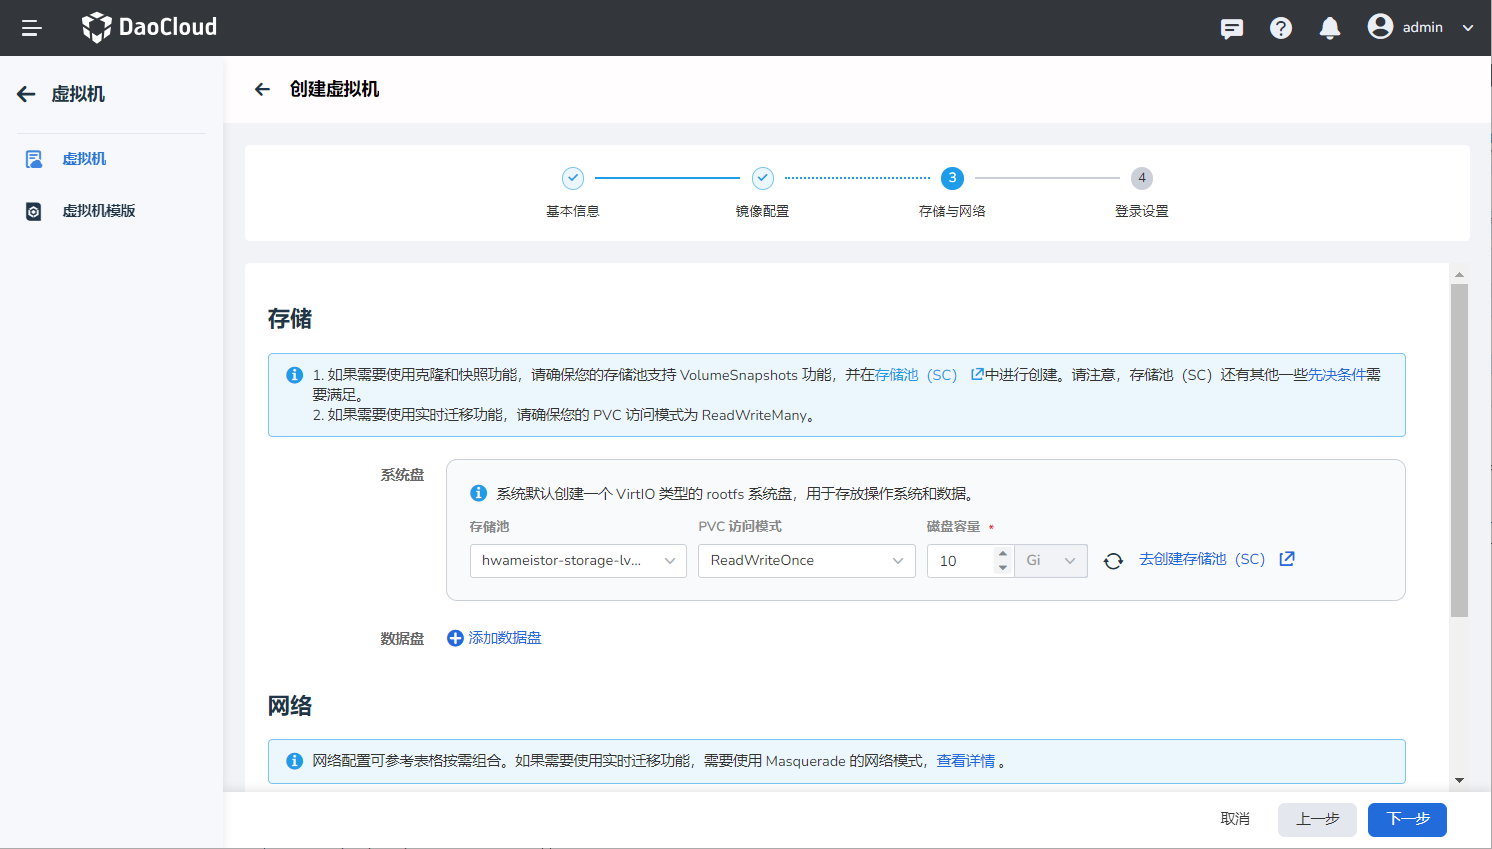 DaoCloud
admin
虚拟机
创建虚拟机
虚拟机
虚拟机模版
3
4
基本信息
镜像配置
存储与网络
登录设置
存储
1. 如果需要使用克隆和快照功能，请确保您的存储池支持 VolumeSnapshots 功能，并在存储池（SC）中进行创建。请注意，存储池（SC）还有其他一些先决条件需
要满足。
2. 如果需要使用实时迁移功能，请确保您的 PVC 访问模式为 ReadWriteMany。
系统盘
系统默认创建一个 VirtIO 类型的 rootfs 系统盘，用于存放操作系统和数据。
存储池
PVC 访问模式
磁盘容量 *
hwameistor-storage-lv...
ReadWriteOnce
10
Gi
去创建存储池（SC）
数据盘
添加数据盘
网络
网络配置可参考表格按需组合。如果需要使用实时迁移功能，需要使用 Masquerade 的网络模式，查看详情 。
取消
上一步
下一步